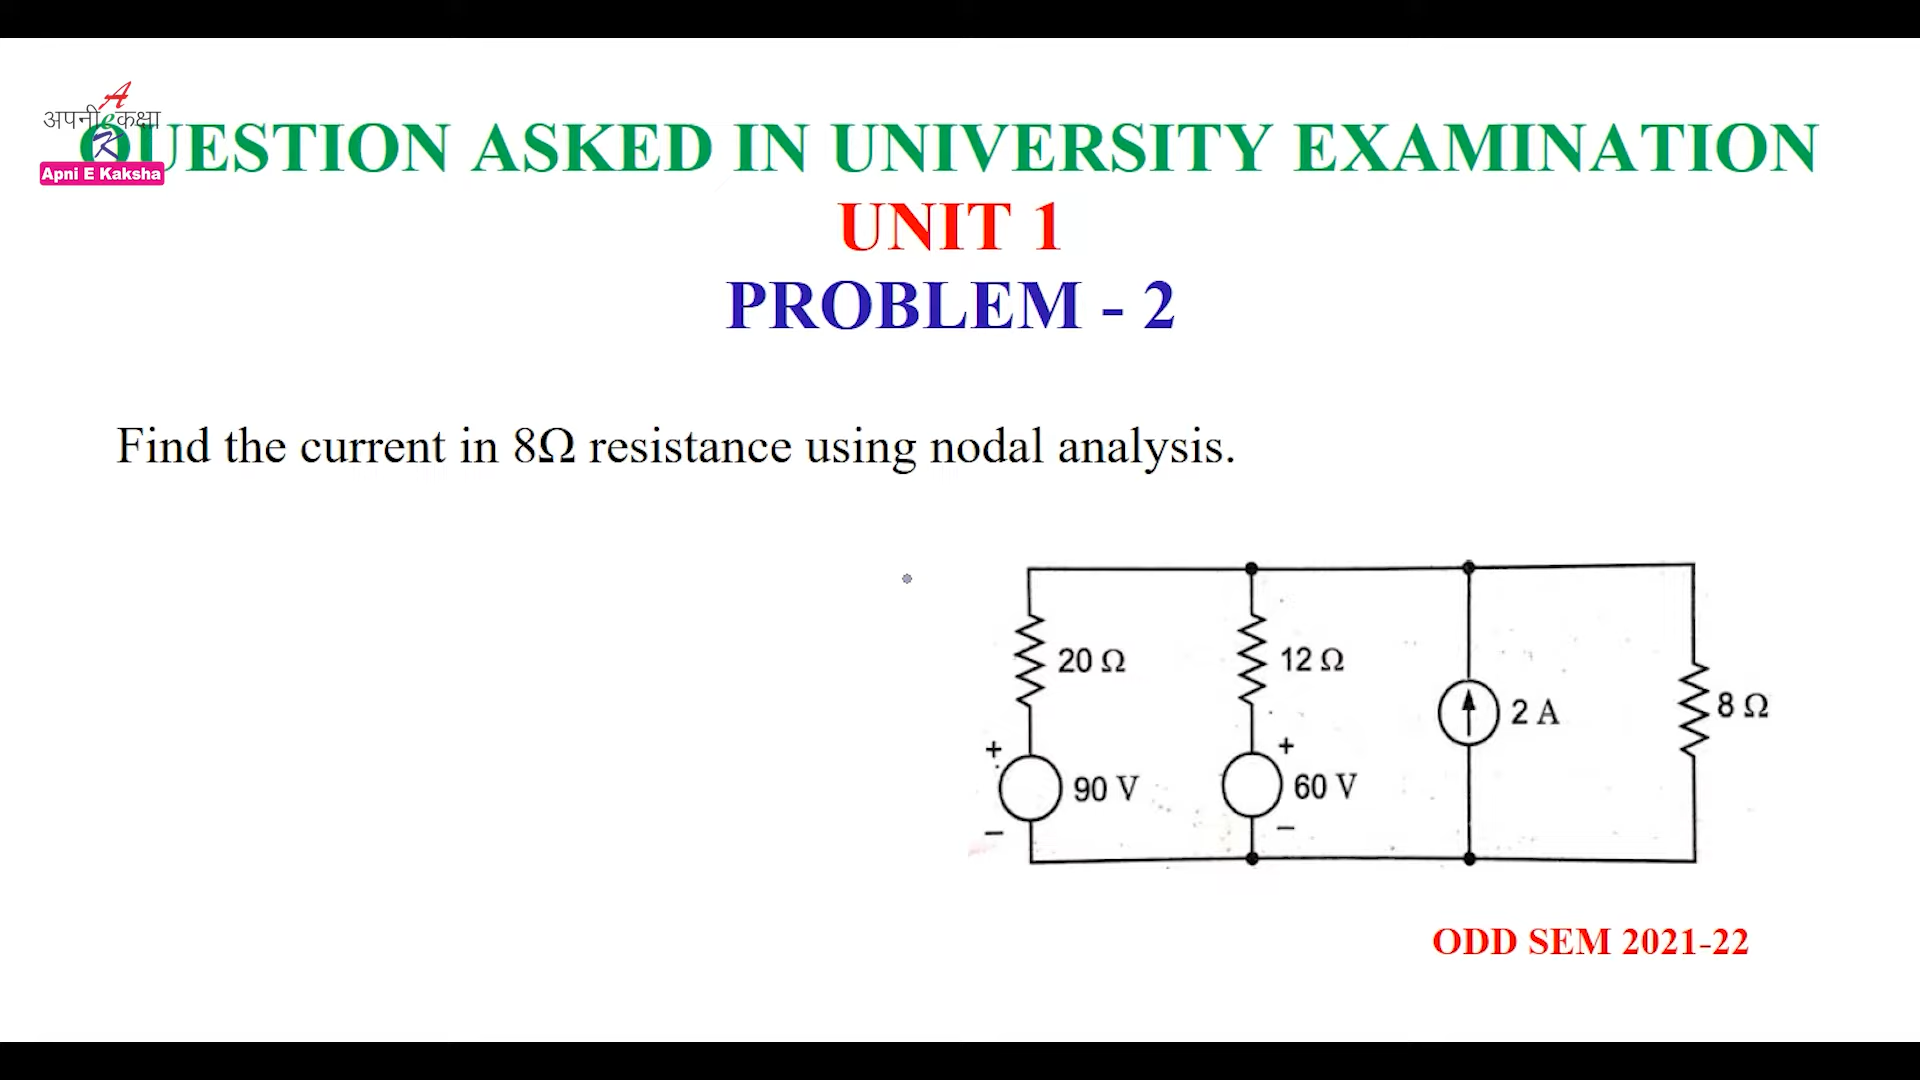 A
अपनी e कक्षा
K
Apni E Kaksha
QUESTION ASKED IN UNIVERSITY EXAMINATION
UNIT 1
PROBLEM - 2
Find the current in 8Ω resistance using nodal analysis.
20 Ω
12 Ω
2 A
8 Ω
+
90 V
−
+
60 V
−
ODD SEM 2021-22